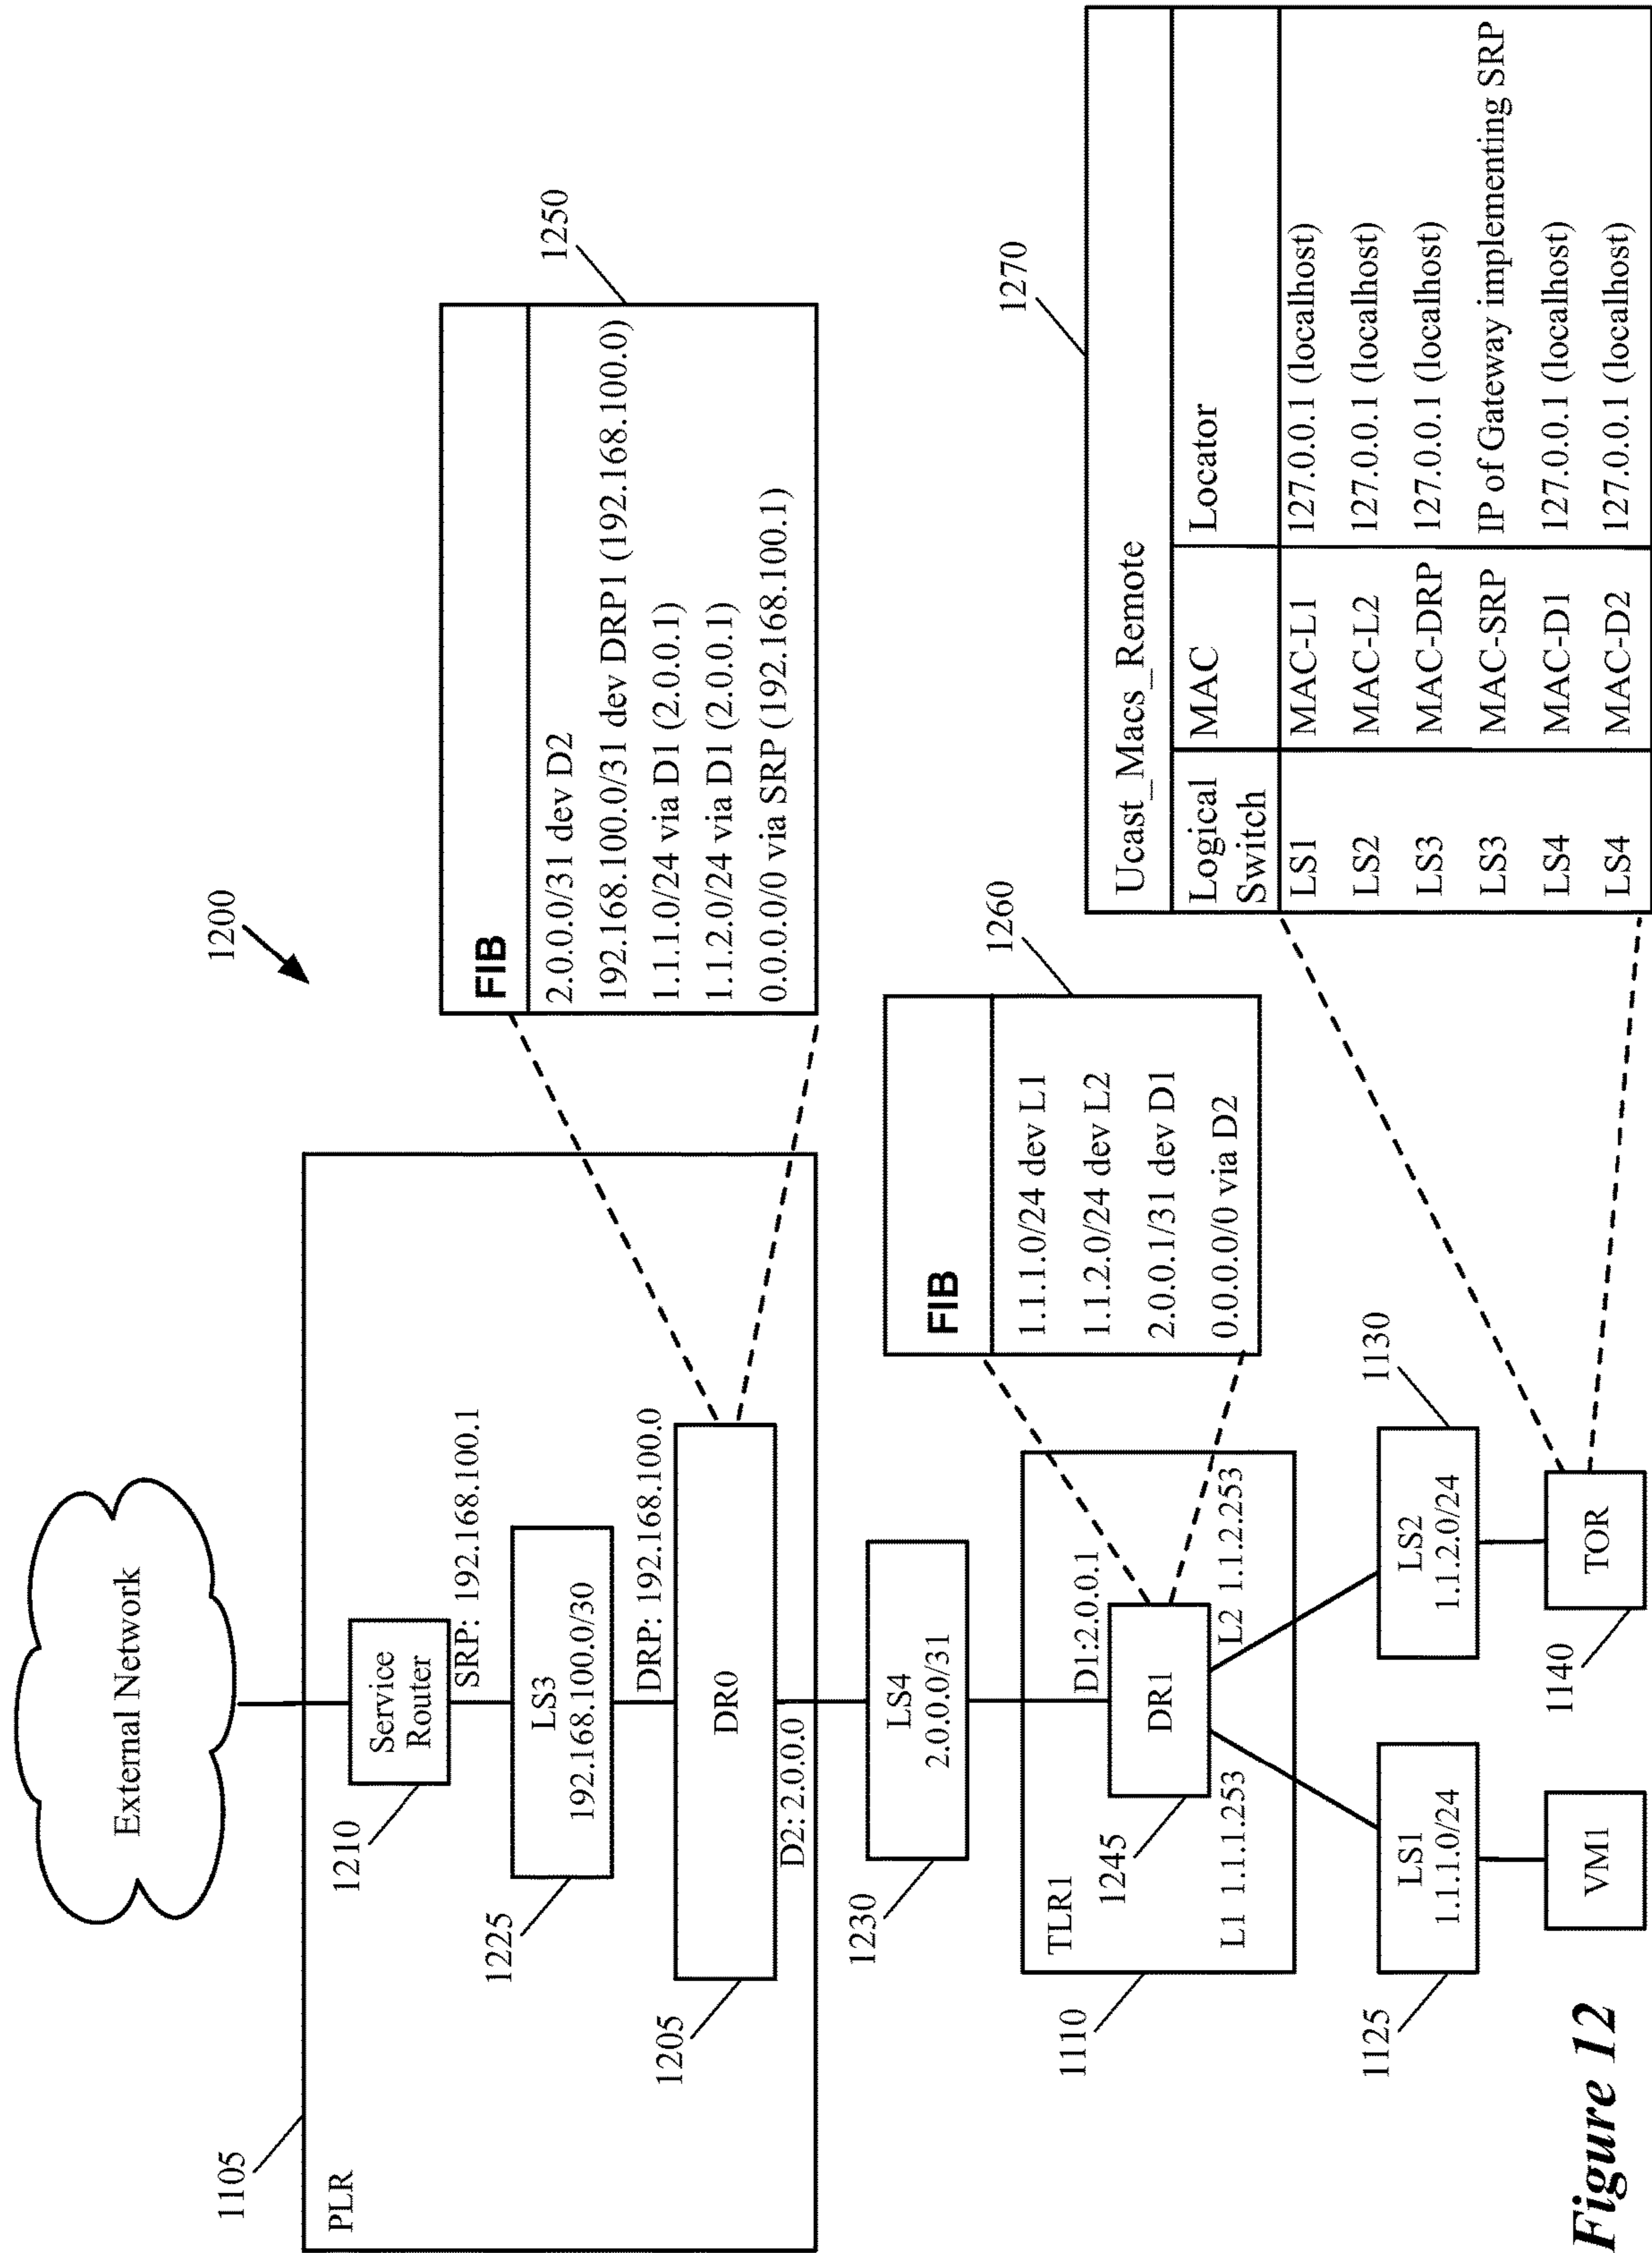 1200
External Network
1105
PLR
Service
Router
1210
SRP: 192.168.100.1
LS3
192.168.100.0/30
1225
DRP: 192.168.100.0
DR0
1205
D2: 2.0.0.0
FIB
2.0.0.0/31 dev D2
192.168.100.0/31 dev DRP1 (192.168.100.0)
1.1.1.0/24 via D1 (2.0.0.1)
1.1.2.0/24 via D1 (2.0.0.1)
0.0.0.0/0 via SRP (192.168.100.1)
1250
LS4
2.0.0.0/31
1230
TLR1
1110
D1:2.0.0.1
DR1
1245
L1 1.1.1.253
L2 1.1.2.253
FIB
1.1.1.0/24 dev L1
1.1.2.0/24 dev L2
2.0.0.1/31 dev D1
0.0.0.0/0 via D2
1260
LS1
1.1.1.0/24
1125
LS2
1.1.2.0/24
1130
VM1
TOR
1140
1270
Ucast_Macs_Remote
Logical
Switch
MAC
Locator
LS1 MAC-L1 127.0.0.1 (localhost)
LS2 MAC-L2 127.0.0.1 (localhost)
LS3 MAC-DRP 127.0.0.1 (localhost)
LS3 MAC-SRP IP of Gateway implementing SRP
LS4 MAC-D1 127.0.0.1 (localhost)
LS4 MAC-D2 127.0.0.1 (localhost)
Figure 12